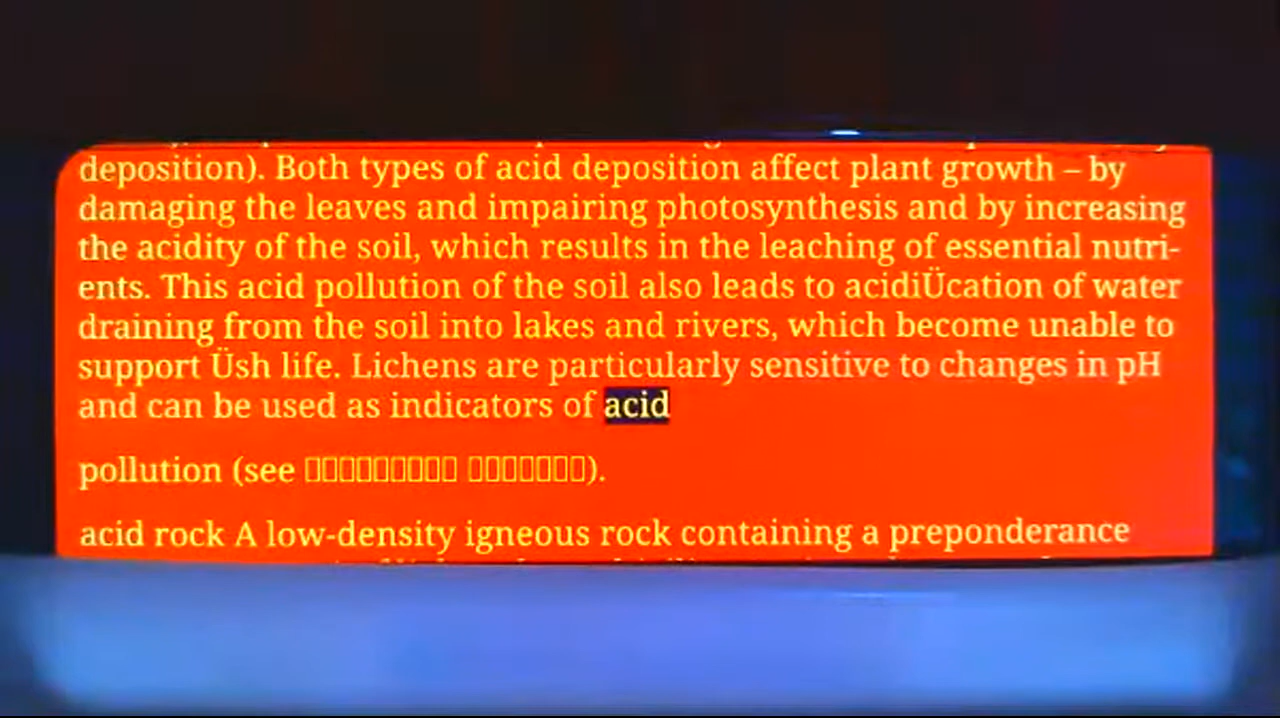 deposition). Both types of acid deposition affect plant growth – by
damaging the leaves and impairing photosynthesis and by increasing
the acidity of the soil, which results in the leaching of essential nutri-
ents. This acid pollution of the soil also leads to acidiÜcation of water
draining from the soil into lakes and rivers, which become unable to
support Üsh life. Lichens are particularly sensitive to changes in pH
and can be used as indicators of acid
pollution (see ▯▯▯▯▯▯▯▯▯ ▯▯▯▯▯▯▯).
acid rock A low-density igneous rock containing a preponderance